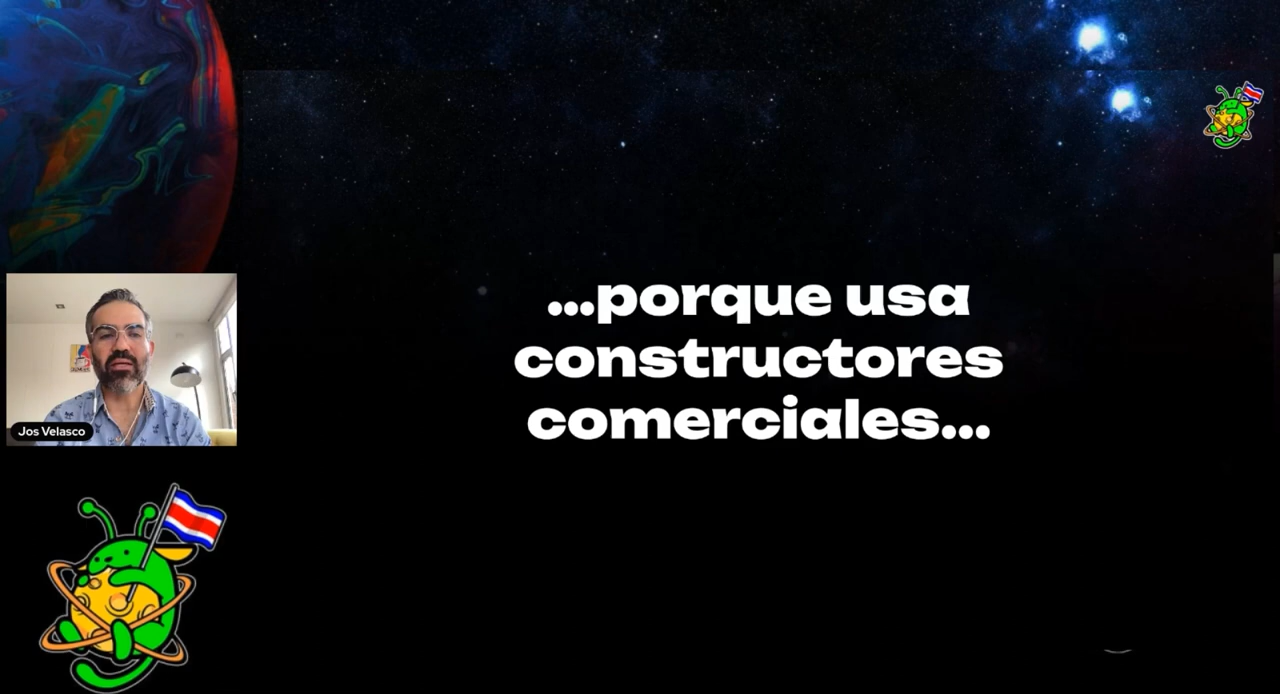 ...porque usa
constructores
comerciales...
Jos Velasco